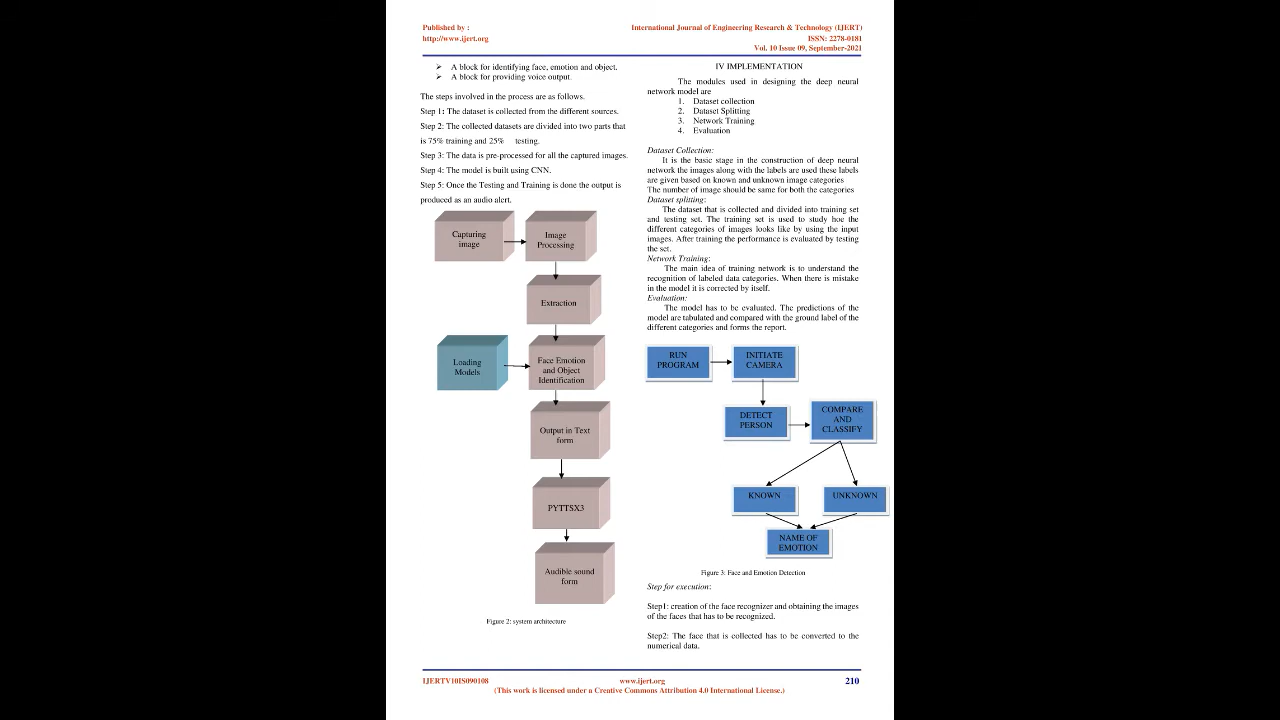 Published by :
http://www.ijert.org
International Journal of Engineering Research & Technology (IJERT)
ISSN: 2278-0181
Vol. 10 Issue 09, September-2021
➢ A block for identifying face, emotion and object.
➢ A block for providing voice output.
The steps involved in the process are as follows.
Step 1: The dataset is collected from the different sources.
Step 2: The collected datasets are divided into two parts that
is 75% training and 25% testing.
Step 3: The data is pre-processed for all the captured images.
Step 4: The model is built using CNN.
Step 5: Once the Testing and Training is done the output is
produced as an audio alert.
Capturing
image
Image
Processing
Extraction
Loading
Models
Face Emotion
and Object
Identification
Output in Text
form
PYTTSX3
Audible sound
form
Figure 2: system architecture
IV IMPLEMENTATION
The modules used in designing the deep neural
network model are
1. Dataset collection
2. Dataset Splitting
3. Network Training
4. Evaluation
Dataset Collection:
It is the basic stage in the construction of deep neural
network the images along with the labels are used these labels
are given based on known and unknown image categories
The number of image should be same for both the categories
Dataset splitting:
The dataset that is collected and divided into training set
and testing set. The training set is used to study hoe the
different categories of images looks like by using the input
images. After training the performance is evaluated by testing
the set.
Network Training:
The main idea of training network is to understand the
recognition of labeled data categories. When there is mistake
in the model it is corrected by itself.
Evaluation:
The model has to be evaluated. The predictions of the
model are tabulated and compared with the ground label of the
different categories and forms the report.
RUN
PROGRAM
INITIATE
CAMERA
DETECT
PERSON
COMPARE
AND
CLASSIFY
KNOWN
UNKNOWN
NAME OF
EMOTION
Figure 3: Face and Emotion Detection
Step for execution:
Step1: creation of the face recognizer and obtaining the images
of the faces that has to be recognized.
Step2: The face that is collected has to be converted to the
numerical data.
IJERTV10IS090108
www.ijert.org
210
(This work is licensed under a Creative Commons Attribution 4.0 International License.)